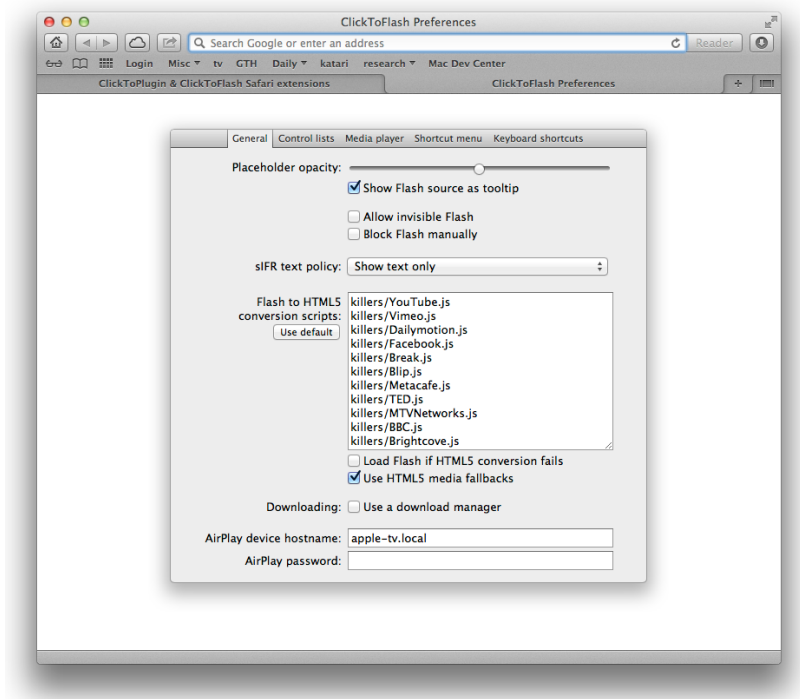 ClickToFlash Preferences
Search Google or enter an address
Reader
Login Misc tv GTH Daily katari research Mac Dev Center
ClickToPlugin & ClickToFlash Safari extensions ClickToFlash Preferences +
General Control lists Media player Shortcut menu Keyboard shortcuts
Placeholder opacity:
Show Flash source as tooltip
Allow invisible Flash
Block Flash manually
sIFR text policy: Show text only
Flash to HTML5
conversion scripts:
Use default
killers/YouTube.js
killers/Vimeo.js
killers/Dailymotion.js
killers/Facebook.js
killers/Break.js
killers/Blip.js
killers/Metacafe.js
killers/TED.js
killers/MTVNetworks.js
killers/BBC.js
killers/Brightcove.js
Load Flash if HTML5 conversion fails
Use HTML5 media fallbacks
Downloading: Use a download manager
AirPlay device hostname: apple-tv.local
AirPlay password: